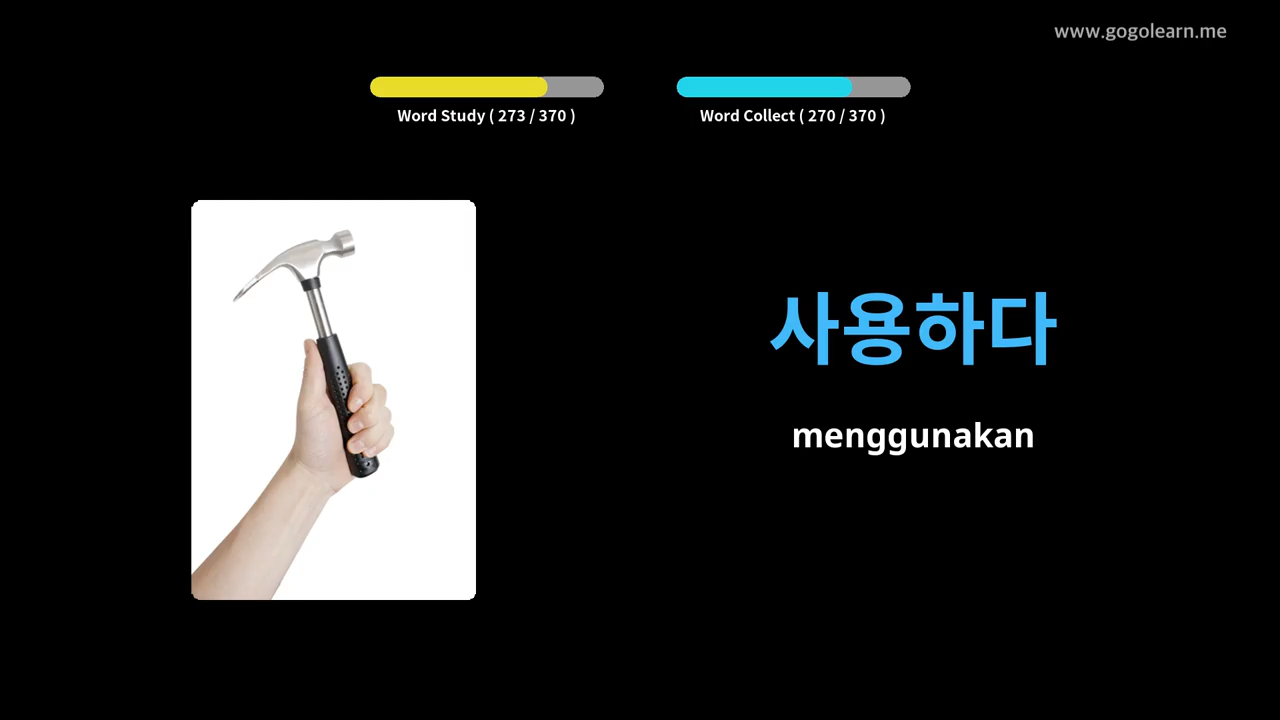 www.gogolearn.me
Word Study ( 273 / 370 )
Word Collect ( 270 / 370 )
사용하다
menggunakan